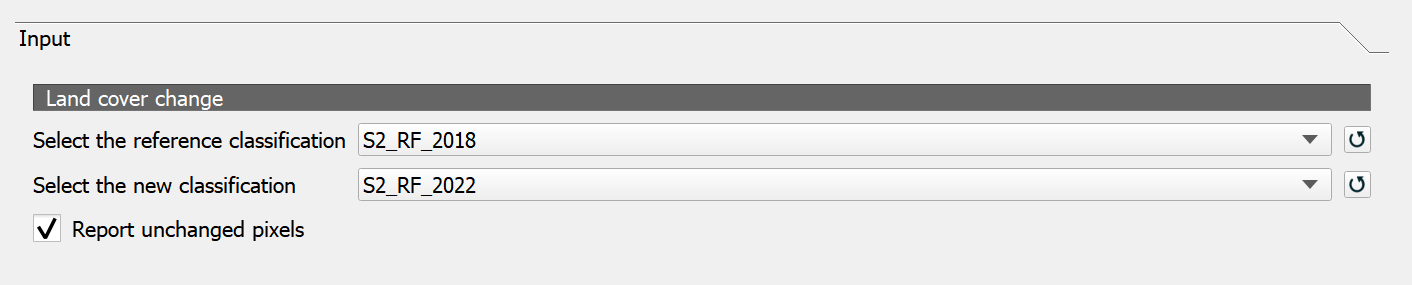 Input
Land cover change
Select the reference classification S2_RF_2018
Select the new classification S2_RF_2022
Report unchanged pixels